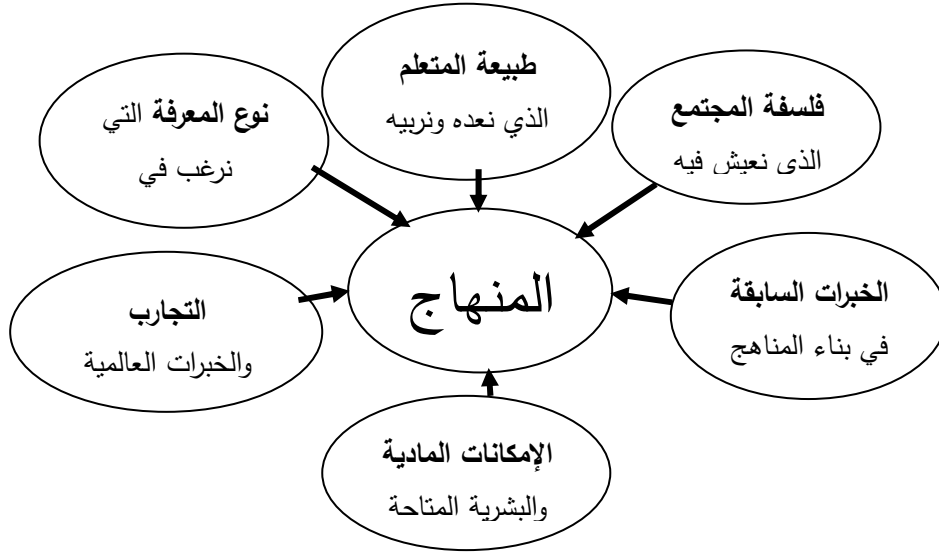 طبيعة المتعلم
الذي نعده ونربيه
فلسفة المجتمع
الذي نعيش فيه
نوع المعرفة التي
نرغب في
المنهاج
الخبرات السابقة
في بناء المناهج
التجارب
والخبرات العالمية
الإمكانات المادية
والبشرية المتاحة